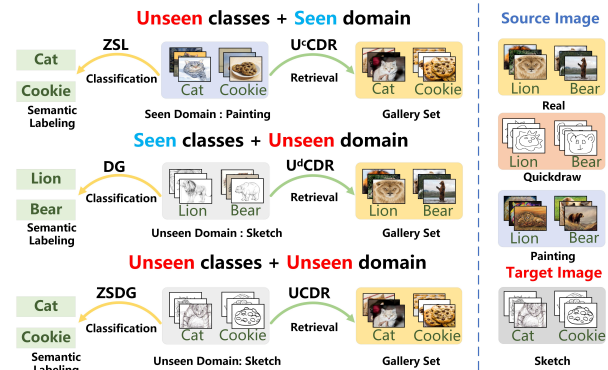 Unseen classes + Seen domain
ZSL
Classification
Cat
Cookie
Semantic
Labeling
Cat Cookie
Seen Domain : Painting
UᶜCDR
Retrieval
Cat Cookie
Gallery Set
Seen classes + Unseen domain
DG
Classification
Lion
Bear
Semantic
Labeling
Lion Bear
Unseen Domain : Sketch
UᵈCDR
Retrieval
Lion Bear
Gallery Set
Unseen classes + Unseen domain
ZSDG
Classification
Cat
Cookie
Semantic
Labeling
Cat Cookie
Unseen Domain: Sketch
UCDR
Retrieval
Cat Cookie
Gallery Set
Source Image
Lion Bear
Real
Lion Bear
Quickdraw
Lion Bear
Painting
Target Image
Cat Cookie
Sketch